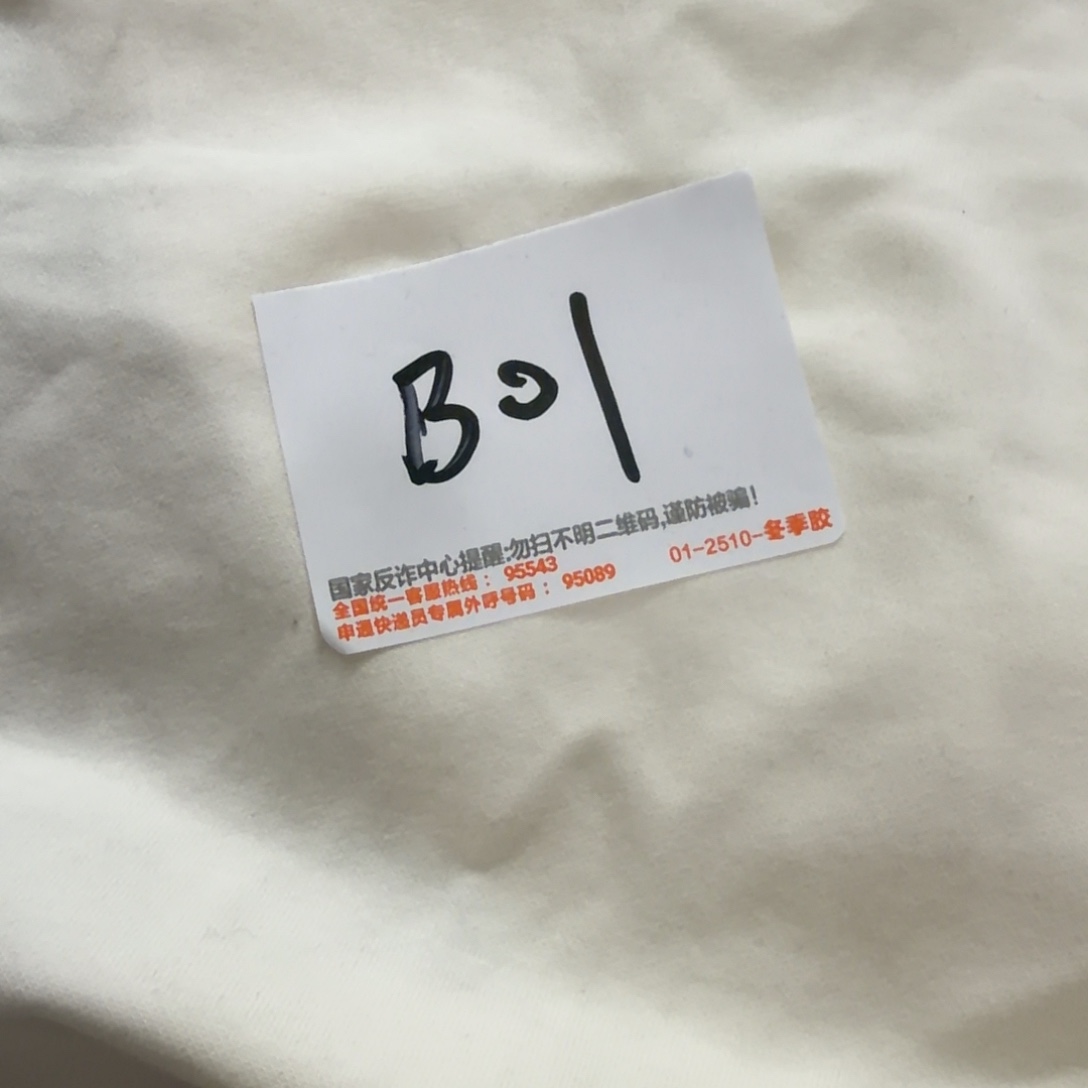 B01
国家反诈中心提醒:勿扫不明二维码,谨防被骗!
全国统一客服热线：95543
申通快递员专属外呼号码：95089
01-2510-冬季胶